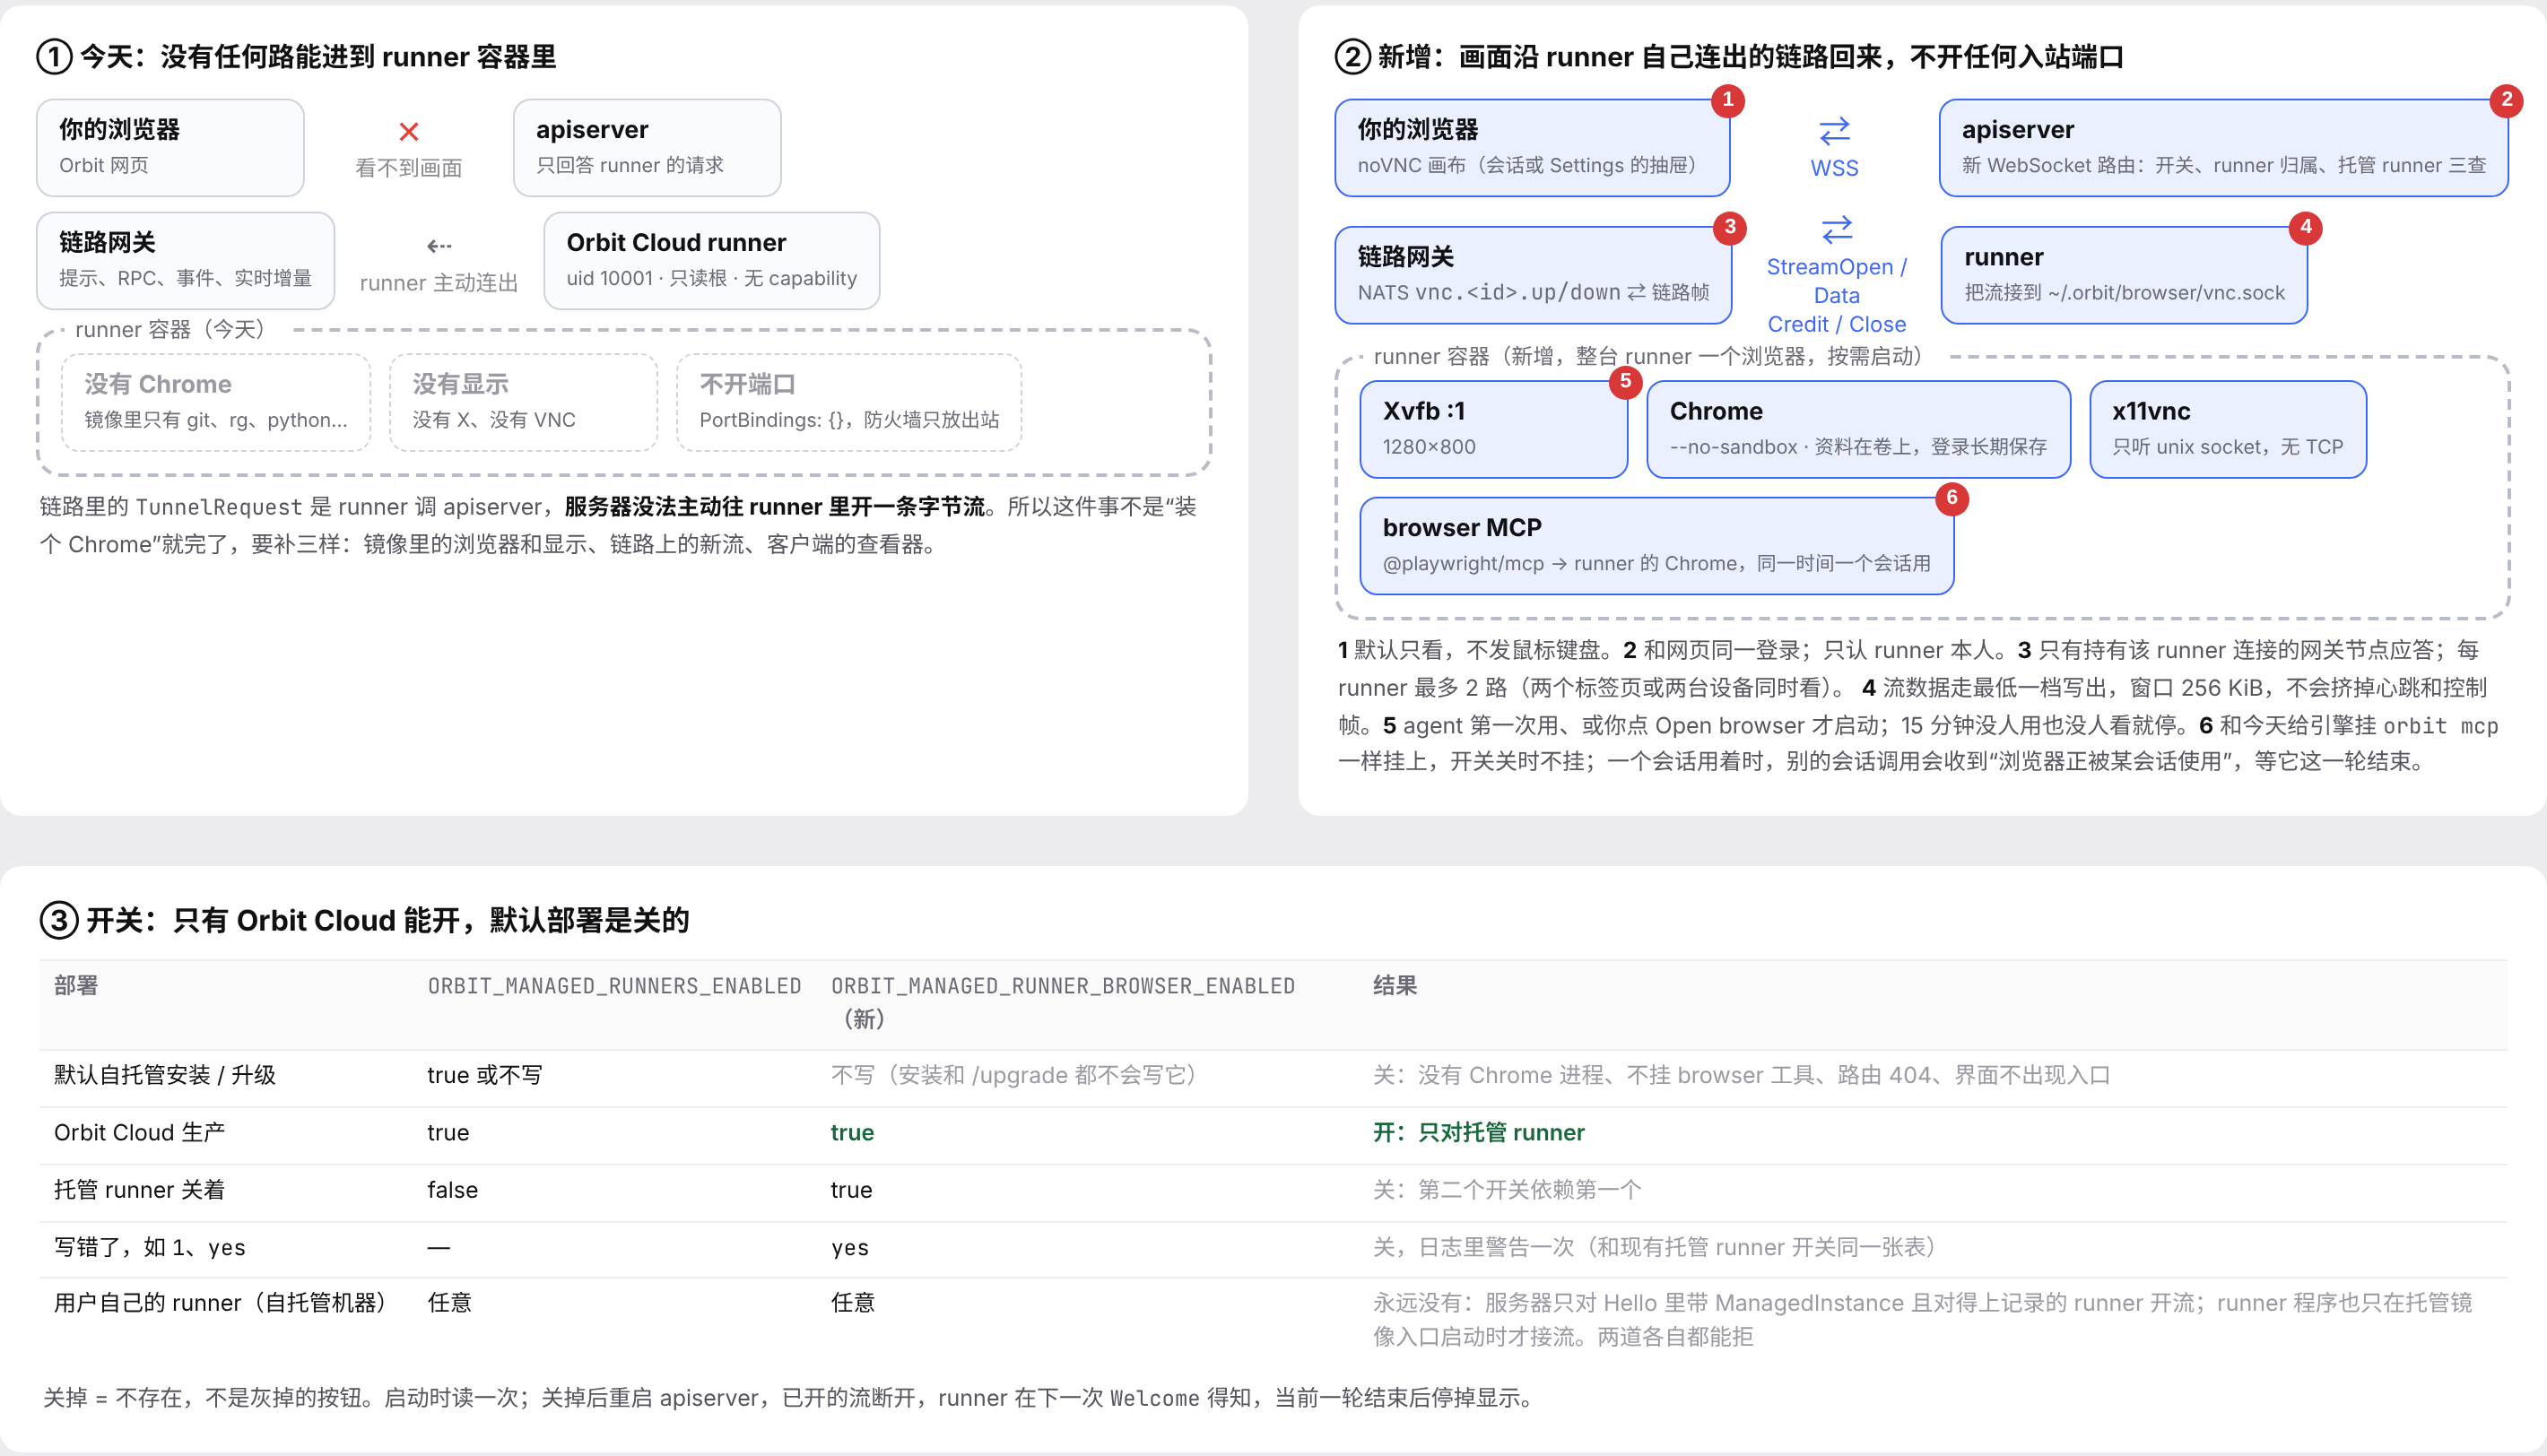 ① 今天：没有任何路能进到 runner 容器里
你的浏览器
Orbit 网页
✕
看不到画面
apiserver
只回答 runner 的请求
链路网关
提示、RPC、事件、实时增量
⇠
runner 主动连出
Orbit Cloud runner
uid 10001 · 只读根 · 无 capability
runner 容器（今天）
没有 Chrome
镜像里只有 git、rg、python…
没有显示
没有 X、没有 VNC
不开端口
PortBindings: {}，防火墙只放出站
链路里的 TunnelRequest 是 runner 调 apiserver，服务器没法主动往 runner 里开一条字节流。所以这件事不是“装
个 Chrome”就完了，要补三样：镜像里的浏览器和显示、链路上的新流、客户端的查看器。
② 新增：画面沿 runner 自己连出的链路回来，不开任何入站端口
1
你的浏览器
noVNC 画布（会话或 Settings 的抽屉）
⇄
WSS
2
apiserver
新 WebSocket 路由：开关、runner 归属、托管 runner 三查
3
链路网关
NATS vnc.<id>.up/down ⇄ 链路帧
⇄
StreamOpen /
Data
Credit / Close
4
runner
把流接到 ~/.orbit/browser/vnc.sock
runner 容器（新增，整台 runner 一个浏览器，按需启动）
5
Xvfb :1
1280×800
Chrome
--no-sandbox · 资料在卷上，登录长期保存
x11vnc
只听 unix socket，无 TCP
6
browser MCP
@playwright/mcp → runner 的 Chrome，同一时间一个会话用
1 默认只看，不发鼠标键盘。2 和网页同一登录；只认 runner 本人。3 只有持有该 runner 连接的网关节点应答；每
runner 最多 2 路（两个标签页或两台设备同时看）。 4 流数据走最低一档写出，窗口 256 KiB，不会挤掉心跳和控制
帧。5 agent 第一次用、或你点 Open browser 才启动；15 分钟没人用也没人看就停。6 和今天给引擎挂 orbit mcp
一样挂上，开关关时不挂；一个会话用着时，别的会话调用会收到“浏览器正被某会话使用”，等它这一轮结束。
③ 开关：只有 Orbit Cloud 能开，默认部署是关的
部署 ORBIT_MANAGED_RUNNERS_ENABLED ORBIT_MANAGED_RUNNER_BROWSER_ENABLED 结果
（新）
默认自托管安装 / 升级 true 或不写 不写（安装和 /upgrade 都不会写它） 关：没有 Chrome 进程、不挂 browser 工具、路由 404、界面不出现入口
Orbit Cloud 生产 true true 开：只对托管 runner
托管 runner 关着 false true 关：第二个开关依赖第一个
写错了，如 1、yes — yes 关，日志里警告一次（和现有托管 runner 开关同一张表）
用户自己的 runner（自托管机器） 任意 任意 永远没有：服务器只对 Hello 里带 ManagedInstance 且对得上记录的 runner 开流；runner 程序也只在托管镜
像入口启动时才接流。两道各自都能拒
关掉 = 不存在，不是灰掉的按钮。启动时读一次；关掉后重启 apiserver，已开的流断开，runner 在下一次 Welcome 得知，当前一轮结束后停掉显示。